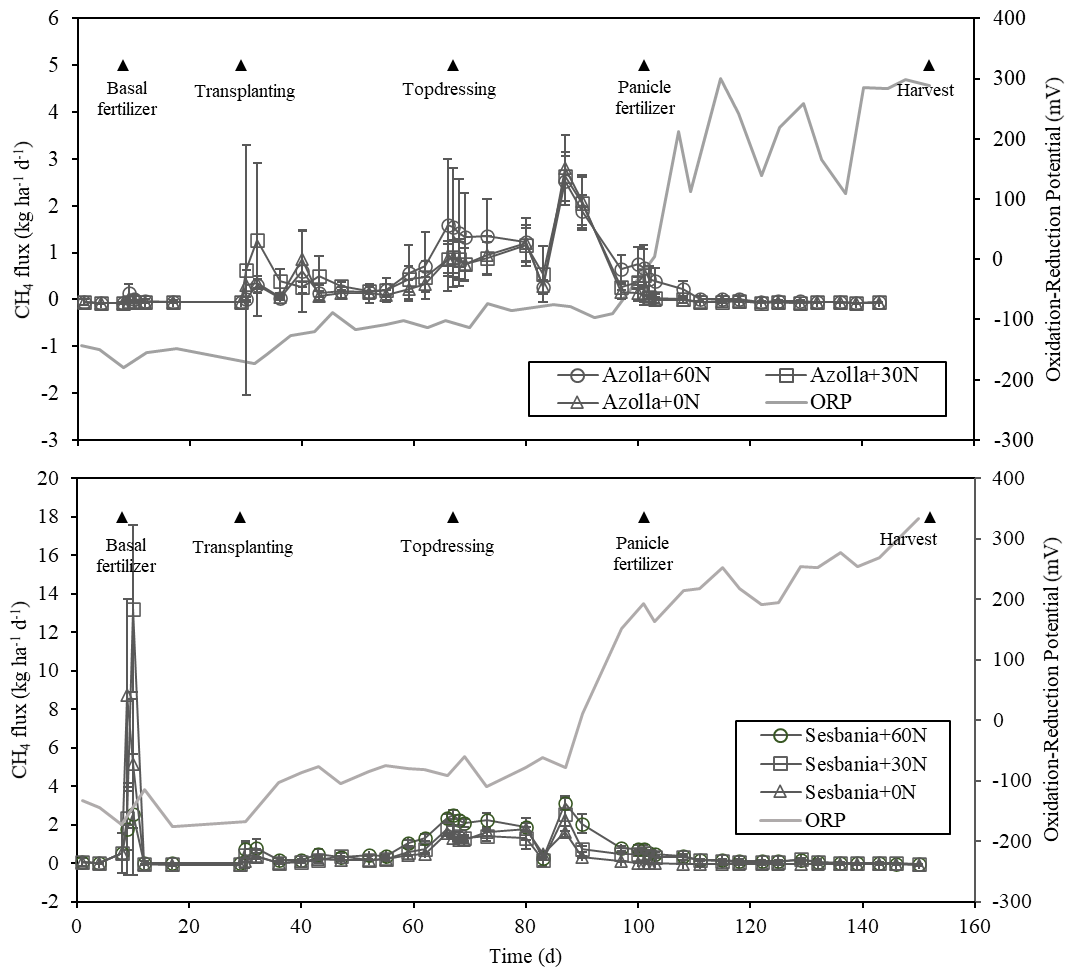 6
5
4
3
2
1
0
-1
-2
-3
CH4 flux (kg ha-1 d-1)
400
300
200
100
0
-100
-200
-300
Oxidation-Reduction Potential (mV)
Basal
fertilizer
Transplanting
Topdressing
Panicle
fertilizer
Harvest
Azolla+60N
Azolla+30N
Azolla+0N
ORP
20
18
16
14
12
10
8
6
4
2
0
-2
CH4 flux (kg ha-1 d-1)
400
300
200
100
0
-100
-200
-300
Oxidation-Reduction Potential (mV)
Basal
fertilizer
Transplanting
Topdressing
Panicle
fertilizer
Harvest
Sesbania+60N
Sesbania+30N
Sesbania+0N
ORP
0 20 40 60 80 100 120 140 160
Time (d)